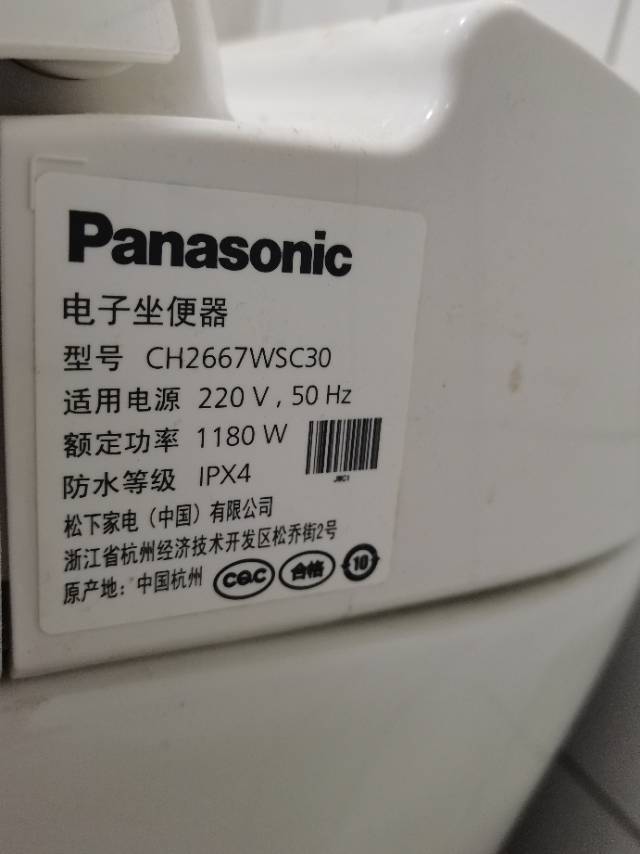 Panasonic
电子坐便器
型号 CH2667WSC30
适用电源 220 V , 50 Hz
额定功率 1180 W
JMC1
防水等级 IPX4
松下家电（中国）有限公司
浙江省杭州经济技术开发区松乔街2号
原产地：中国杭州 CQC 合格 10